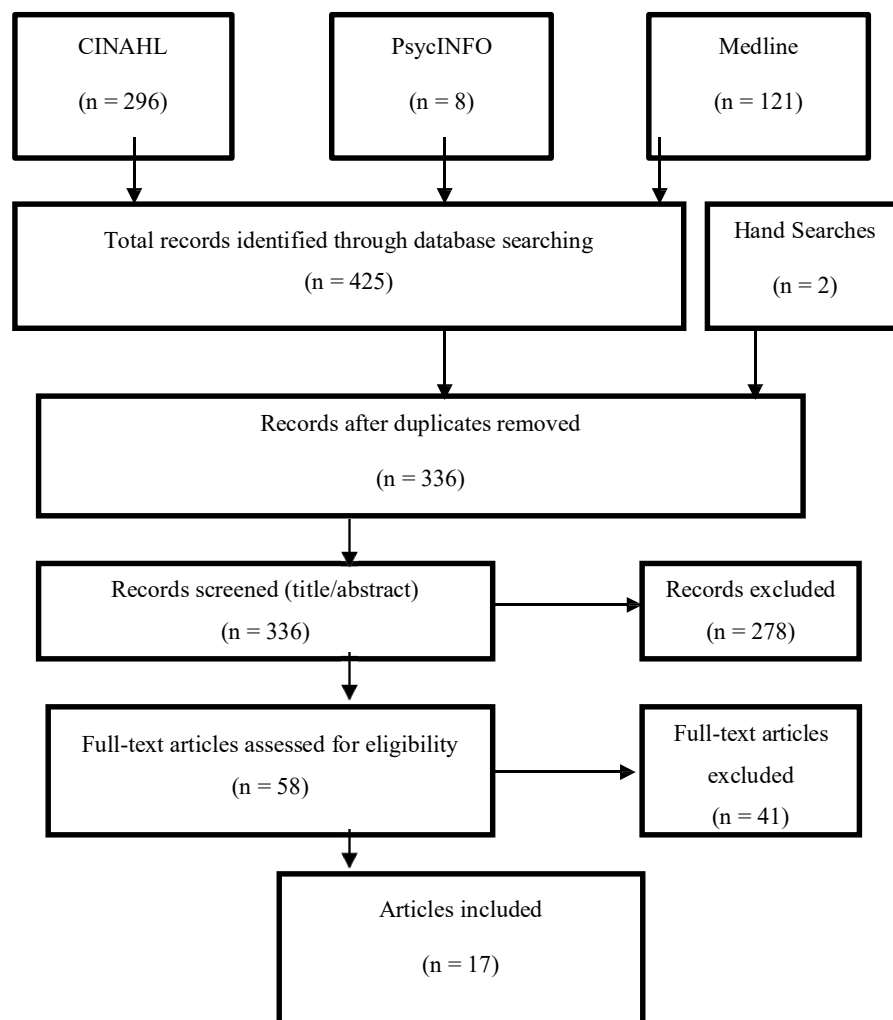 CINAHL
(n = 296)
PsycINFO
(n = 8)
Medline
(n = 121)
Total records identified through database searching
(n = 425)
Hand Searches
(n = 2)
Records after duplicates removed
(n = 336)
Records screened (title/abstract)
(n = 336)
Records excluded
(n = 278)
Full-text articles assessed for eligibility
(n = 58)
Full-text articles
excluded
(n = 41)
Articles included
(n = 17)